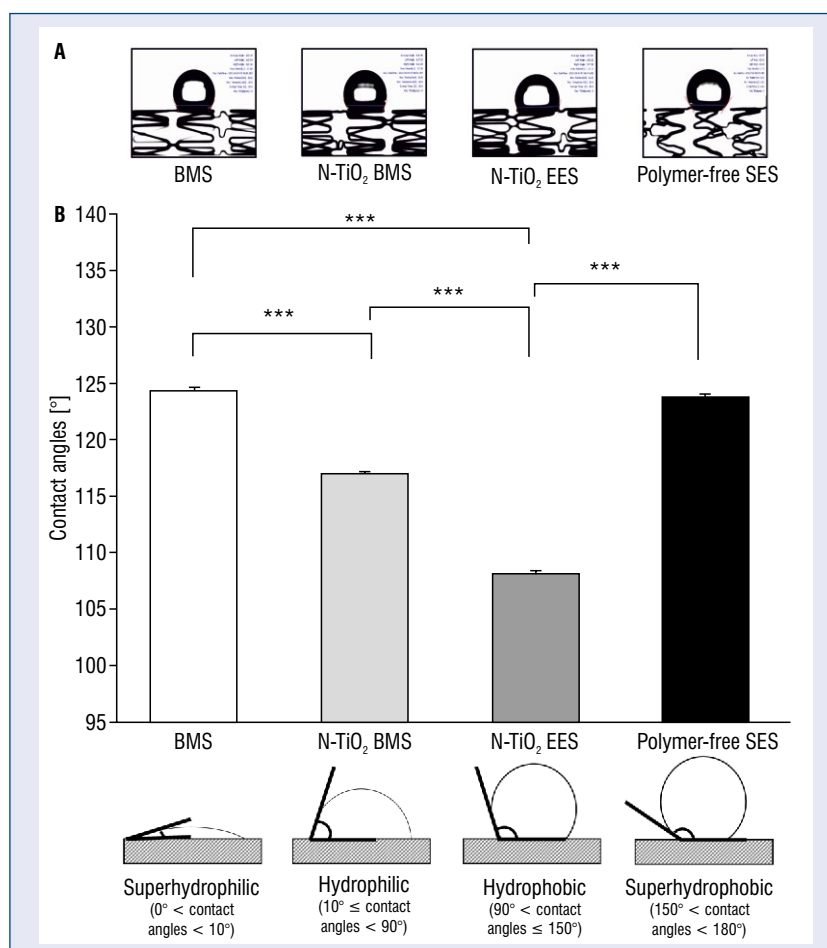 A
BMS
N-TiO₂ BMS
N-TiO₂ EES
Polymer-free SES
B
Contact angles [°]
140
135
130
125
120
115
110
105
100
95
***
***
***
***
BMS
N-TiO₂ BMS
N-TiO₂ EES
Polymer-free SES
Superhydrophilic
(0° < contact
angles < 10°)
Hydrophilic
(10° ≤ contact
angles < 90°)
Hydrophobic
(90° < contact
angles ≤ 150°)
Superhydrophobic
(150° < contact
angles < 180°)